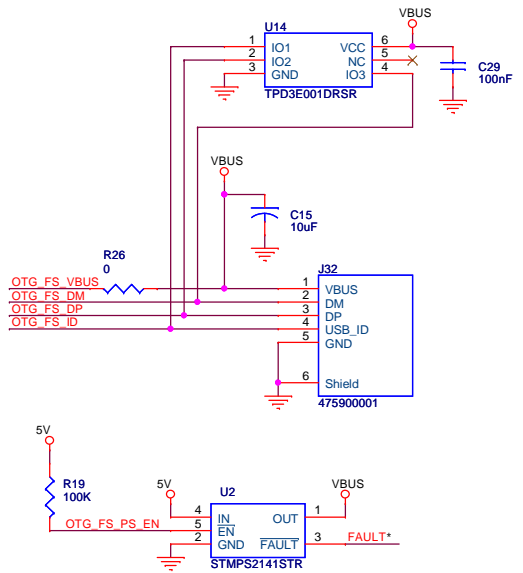 VBUS
U14
1 IO1 VCC 6
2 IO2 NC 5
3 GND IO3 4
TPD3E001DRSR
C29
100nF
VBUS
C15
10uF
R26
0
J32
OTG_FS_VBUS 1 VBUS
OTG_FS_DM 2 DM
OTG_FS_DP 3 DP
OTG_FS_ID 4 USB_ID
5 GND
6 Shield
475900001
5V
R19
100K
5V
U2
VBUS
4 IN OUT 1
OTG_FS_PS_EN 5 EN
2 GND FAULT 3 FAULT*
STMPS2141STR